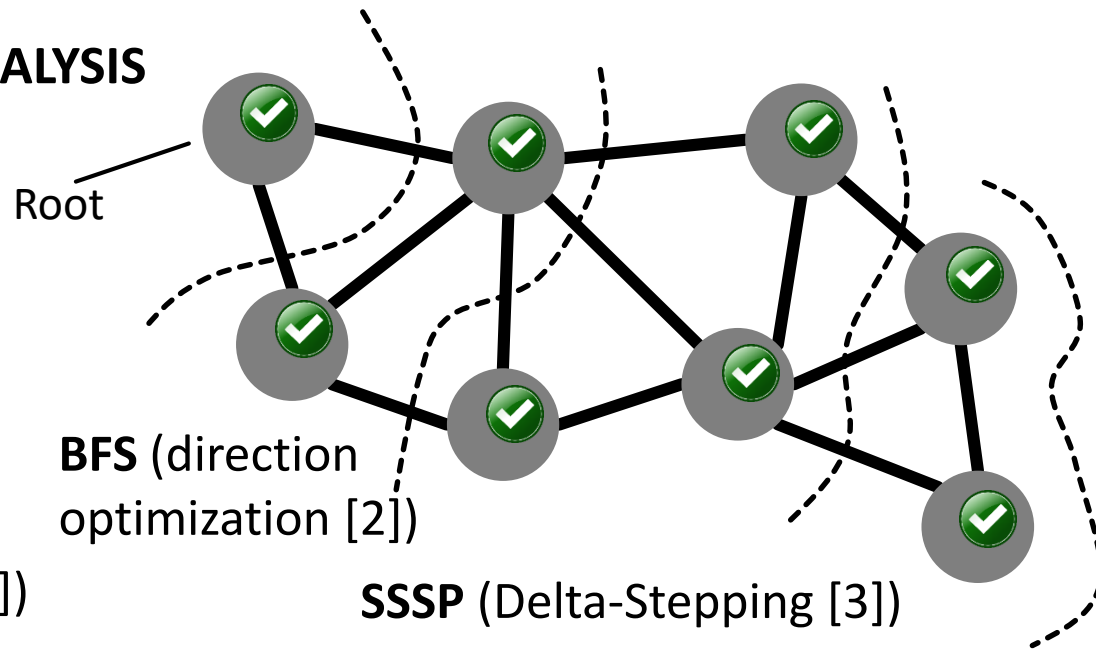 ALYSIS
Root
BFS (direction
optimization [2])
])
SSSP (Delta-Stepping [3])